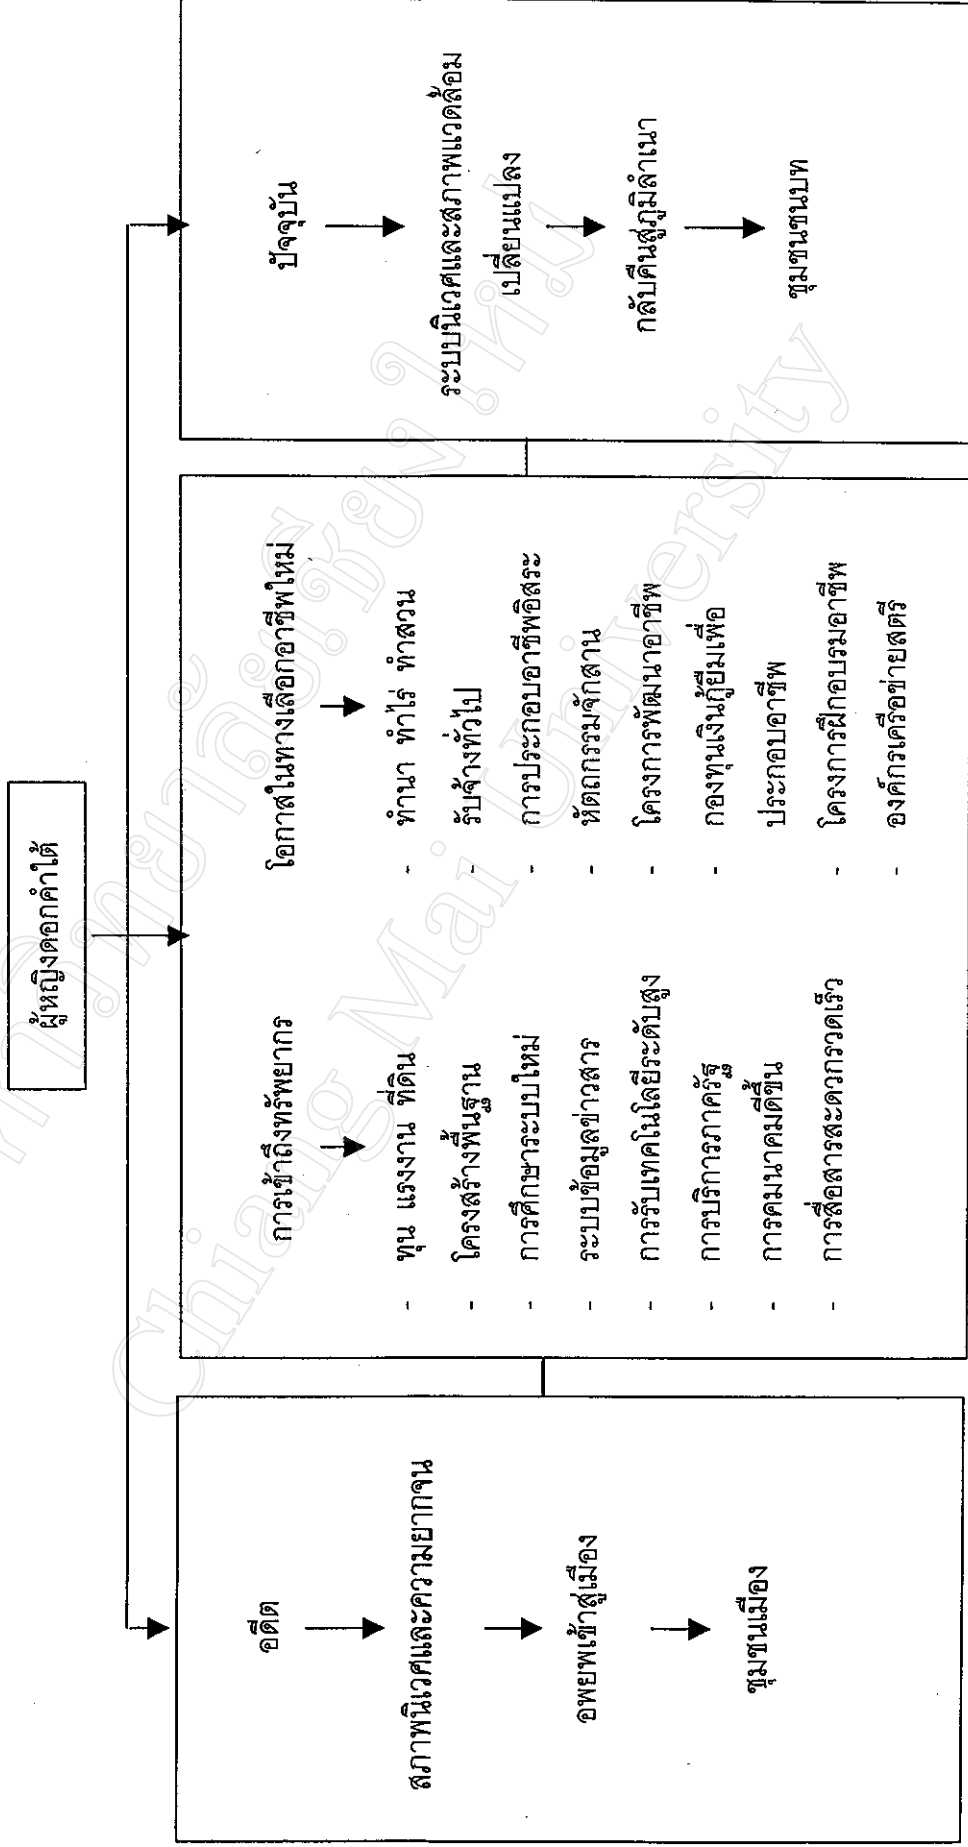 ผู้หญิงดอกคำใต้
อดีต
สภาพนิเวศและความยากจน
อพยพเข้าสู่เมือง
ชุมชนเมือง
การเข้าถึงทรัพยากร
- ทุน แรงงาน ที่ดิน
- โครงสร้างพื้นฐาน
- การศึกษาระบบใหม่
- ระบบข้อมูลข่าวสาร
- การรับเทคโนโลยีระดับสูง
- การบริการภาครัฐ
- การคมนาคมดีขึ้น
- การสื่อสารสะดวกรวดเร็ว
โอกาสในทางเลือกอาชีพใหม่
- ทำนา ทำไร่ ทำสวน
- รับจ้างทั่วไป
- การประกอบอาชีพอิสระ
- หัตถกรรมจักสาน
- โครงการพัฒนาอาชีพ
- กองทุนเงินกู้ยืมเพื่อ
ประกอบอาชีพ
- โครงการฝึกอบรมอาชีพ
- องค์กรเครือข่ายสตรี
ปัจจุบัน
ระบบนิเวศและสภาพแวดล้อม
เปลี่ยนแปลง
กลับคืนสู่ภูมิลำเนา
ชุมชนชนบท
Chiang Mai University